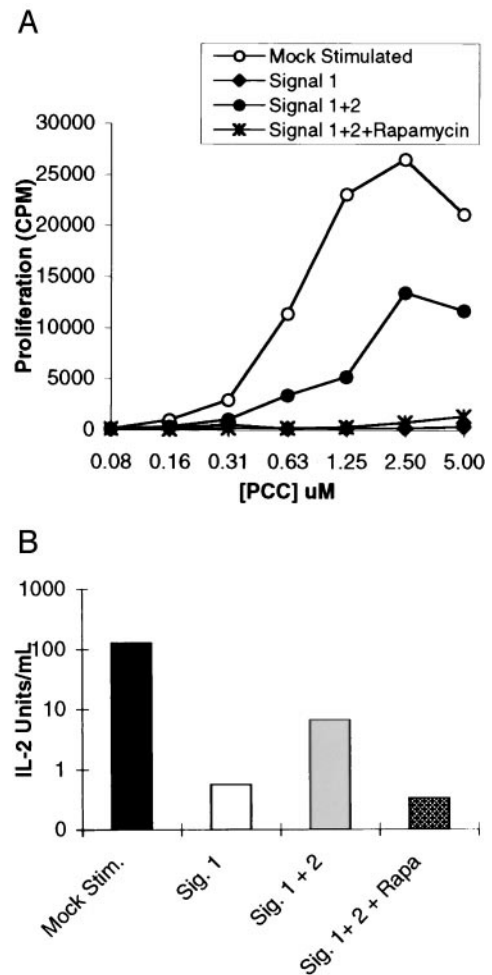 A
Mock Stimulated
Signal 1
Signal 1+2
Signal 1+2+Rapamycin
30000
25000
20000
15000
10000
5000
0
Proliferation (CPM)
0.08 0.16 0.31 0.63 1.25 2.50 5.00
[PCC] uM
B
1000
100
10
1
0
IL-2 Units/mL
Mock Stim.
Sig. 1
Sig. 1 + 2
Sig. 1+ 2 + Rapa